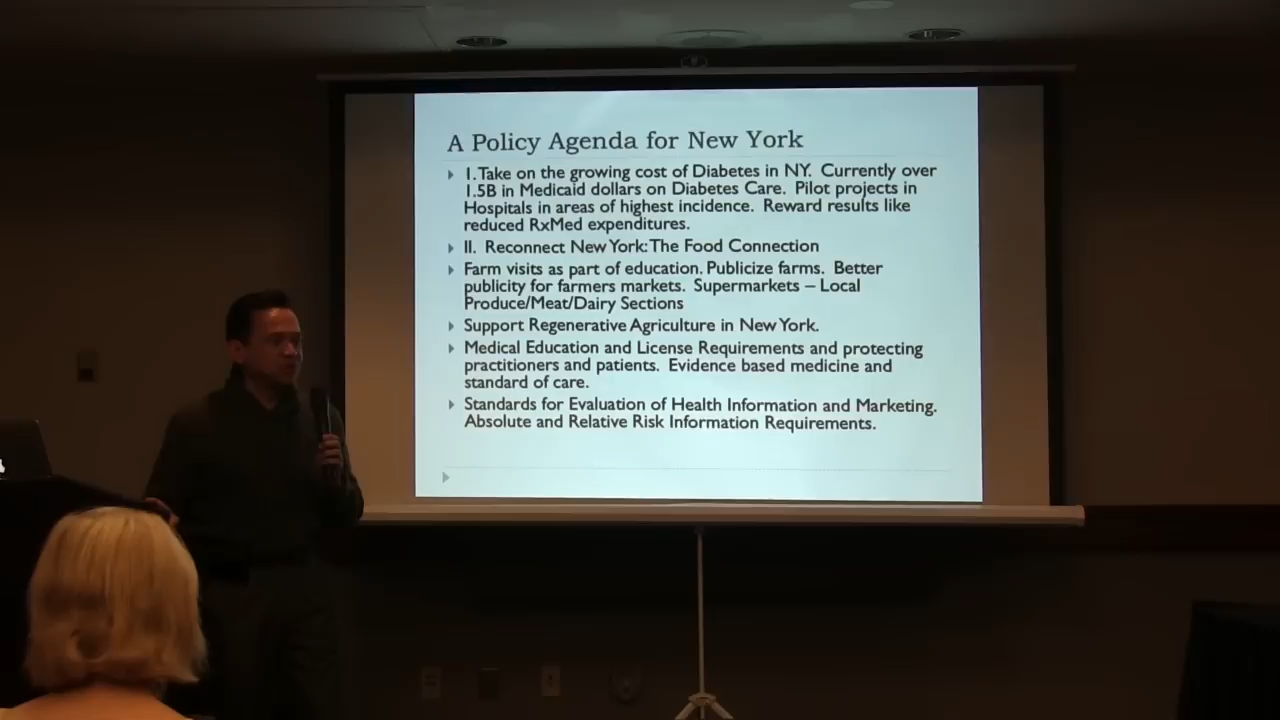 A Policy Agenda for New York
I. Take on the growing cost of Diabetes in NY. Currently over
1.5B in Medicaid dollars on Diabetes Care. Pilot projects in
Hospitals in areas of highest incidence. Reward results like
reduced RxMed expenditures.
II. Reconnect New York: The Food Connection
Farm visits as part of education. Publicize farms. Better
publicity for farmers markets. Supermarkets – Local
Produce/Meat/Dairy Sections
Support Regenerative Agriculture in New York.
Medical Education and License Requirements and protecting
practitioners and patients. Evidence based medicine and
standard of care.
Standards for Evaluation of Health Information and Marketing.
Absolute and Relative Risk Information Requirements.